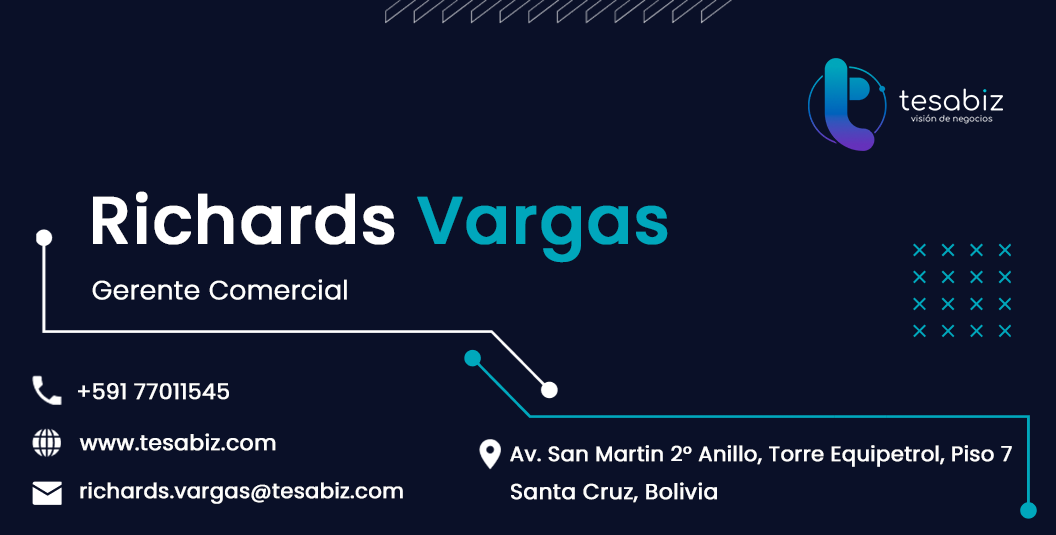 tesabiz
visión de negocios
Richards Vargas
Gerente Comercial
+591 77011545
www.tesabiz.com
richards.vargas@tesabiz.com
Av. San Martin 2º Anillo, Torre Equipetrol, Piso 7
Santa Cruz, Bolivia